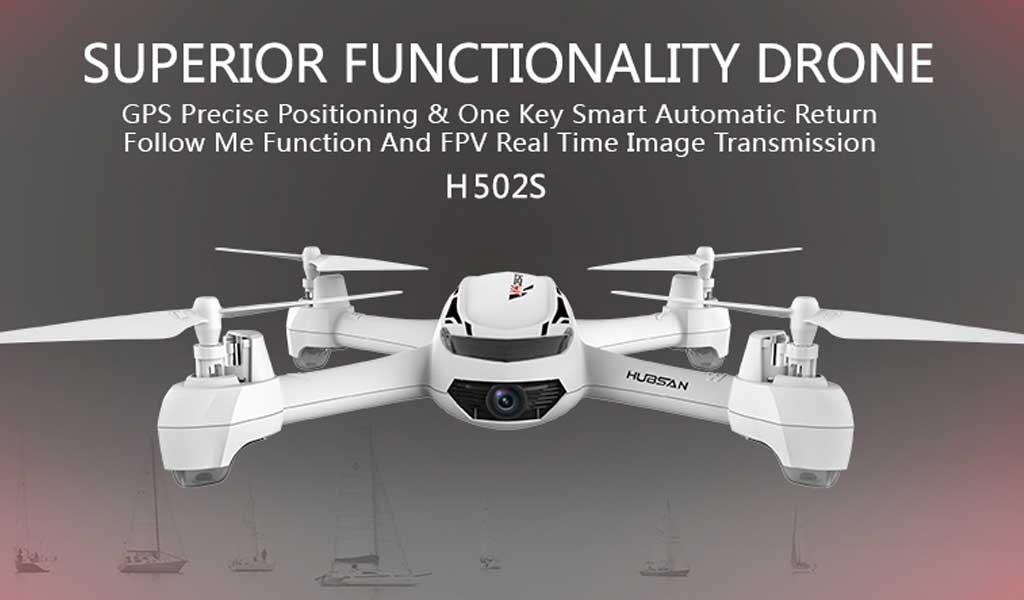 SUPERIOR FUNCTIONALITY DRONE
GPS Precise Positioning & One Key Smart Automatic Return
Follow Me Function And FPV Real Time Image Transmission
H502S
HUBSAN